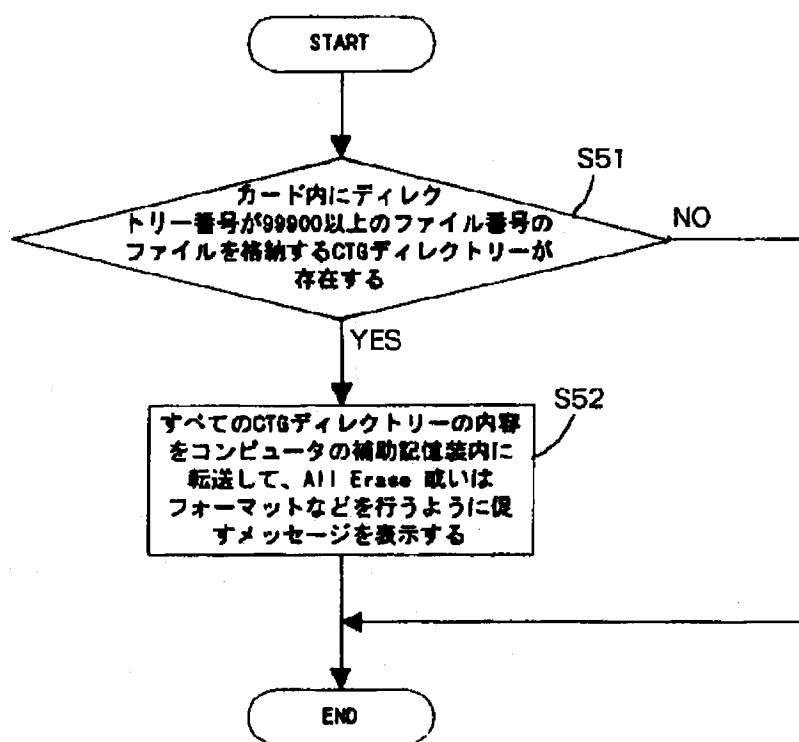 START
S51
カード内にディレク
トリー番号が99900以上のファイル番号の
ファイルを格納するCTGディレクトリーが
存在する
NO
YES
S52
すべてのCTGディレクトリーの内容
をコンピュータの補助記憶装内に
転送して、All Erase 或いは
フォーマットなどを行うように促
すメッセージを表示する
END